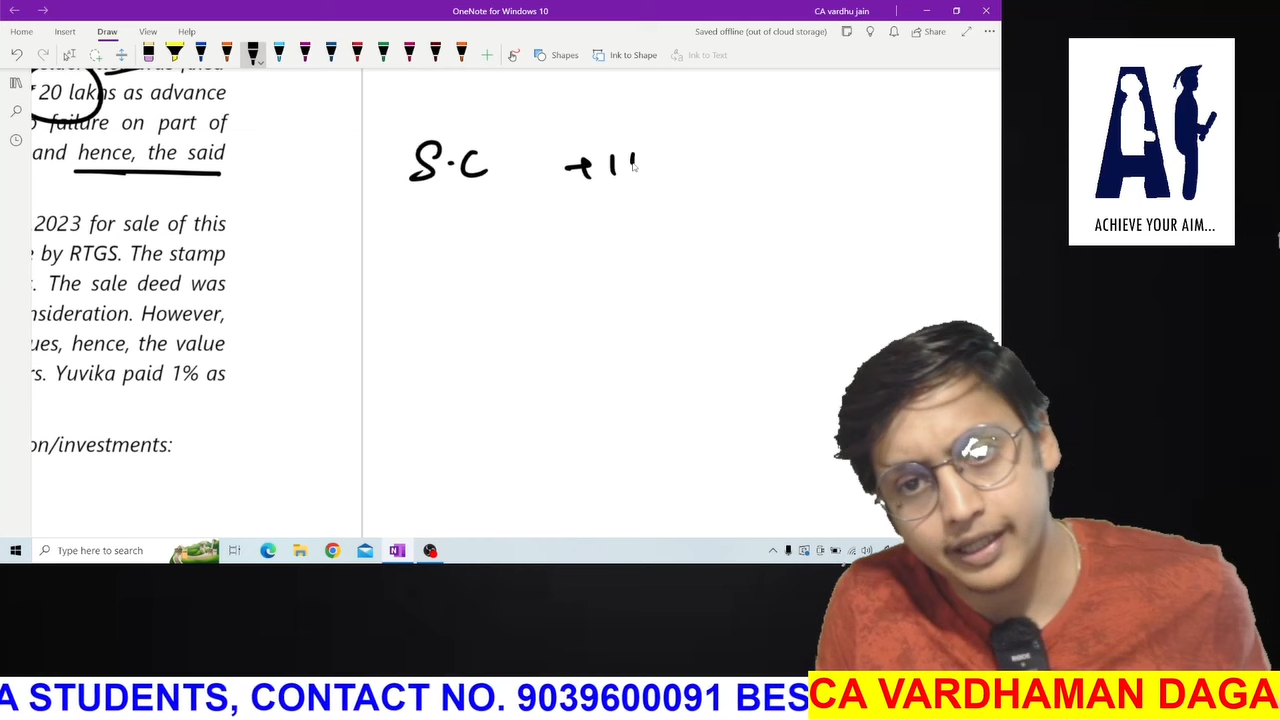 OneNote for Windows 10
CA vardhu jain
Home Insert Draw View Help
Saved offline (out of cloud storage)
Share
Shapes
Ink to Shape
Ink to Text
20 lakhs as advance
failure on part of
and hence, the said
2023 for sale of this
by RTGS. The stamp
The sale deed was
nsideration. However,
ues, hence, the value
rs. Yuvika paid 1% as
on/investments:
S.C +11
ACHIEVE YOUR AIM...
Type here to search
A STUDENTS, CONTACT NO. 9039600091 BES
CA VARDHAMAN DAGA